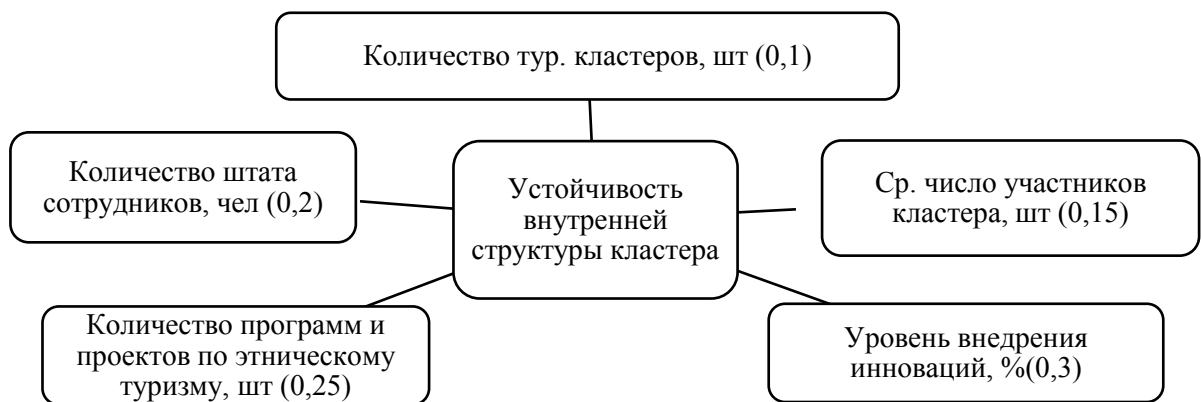 Количество тур. кластеров, шт (0,1)
Количество штата
сотрудников, чел (0,2)
Устойчивость
внутренней
структуры кластера
Ср. число участников
кластера, шт (0,15)
Количество программ и
проектов по этническому
туризму, шт (0,25)
Уровень внедрения
инноваций, %(0,3)